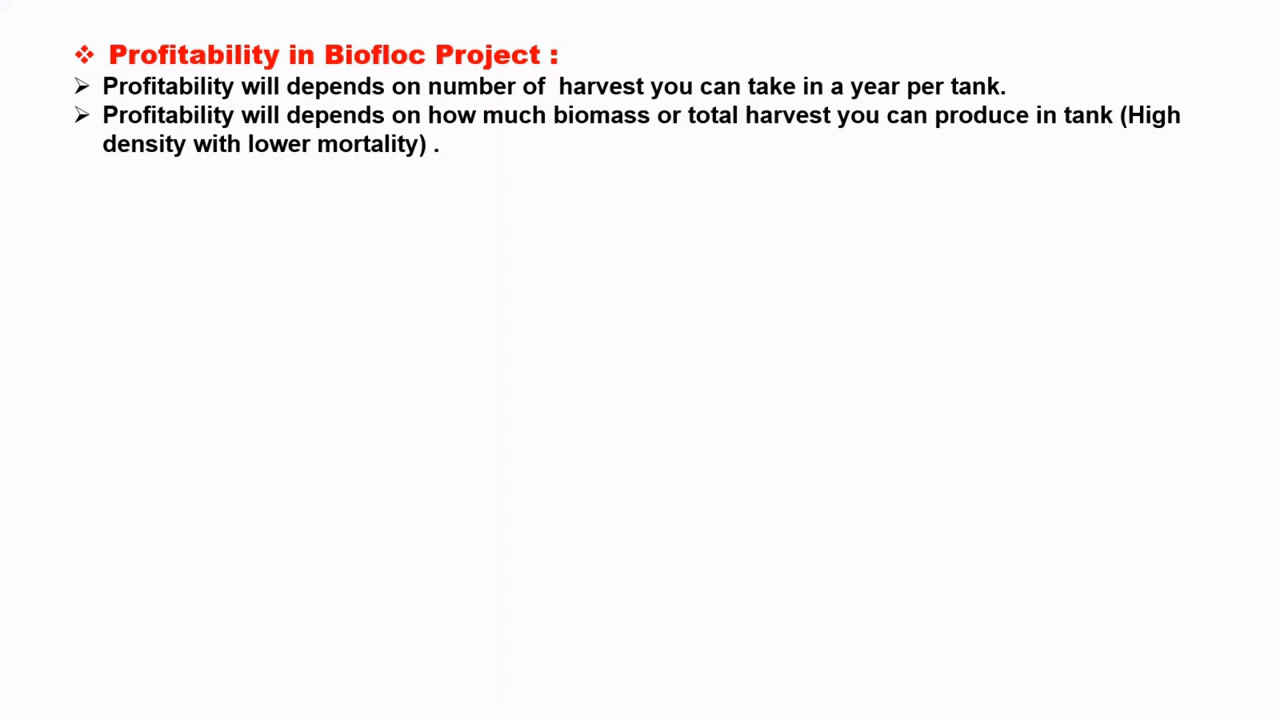 ❖ Profitability in Biofloc Project :
➢ Profitability will depends on number of  harvest you can take in a year per tank.
➢ Profitability will depends on how much biomass or total harvest you can produce in tank (High
density with lower mortality) .